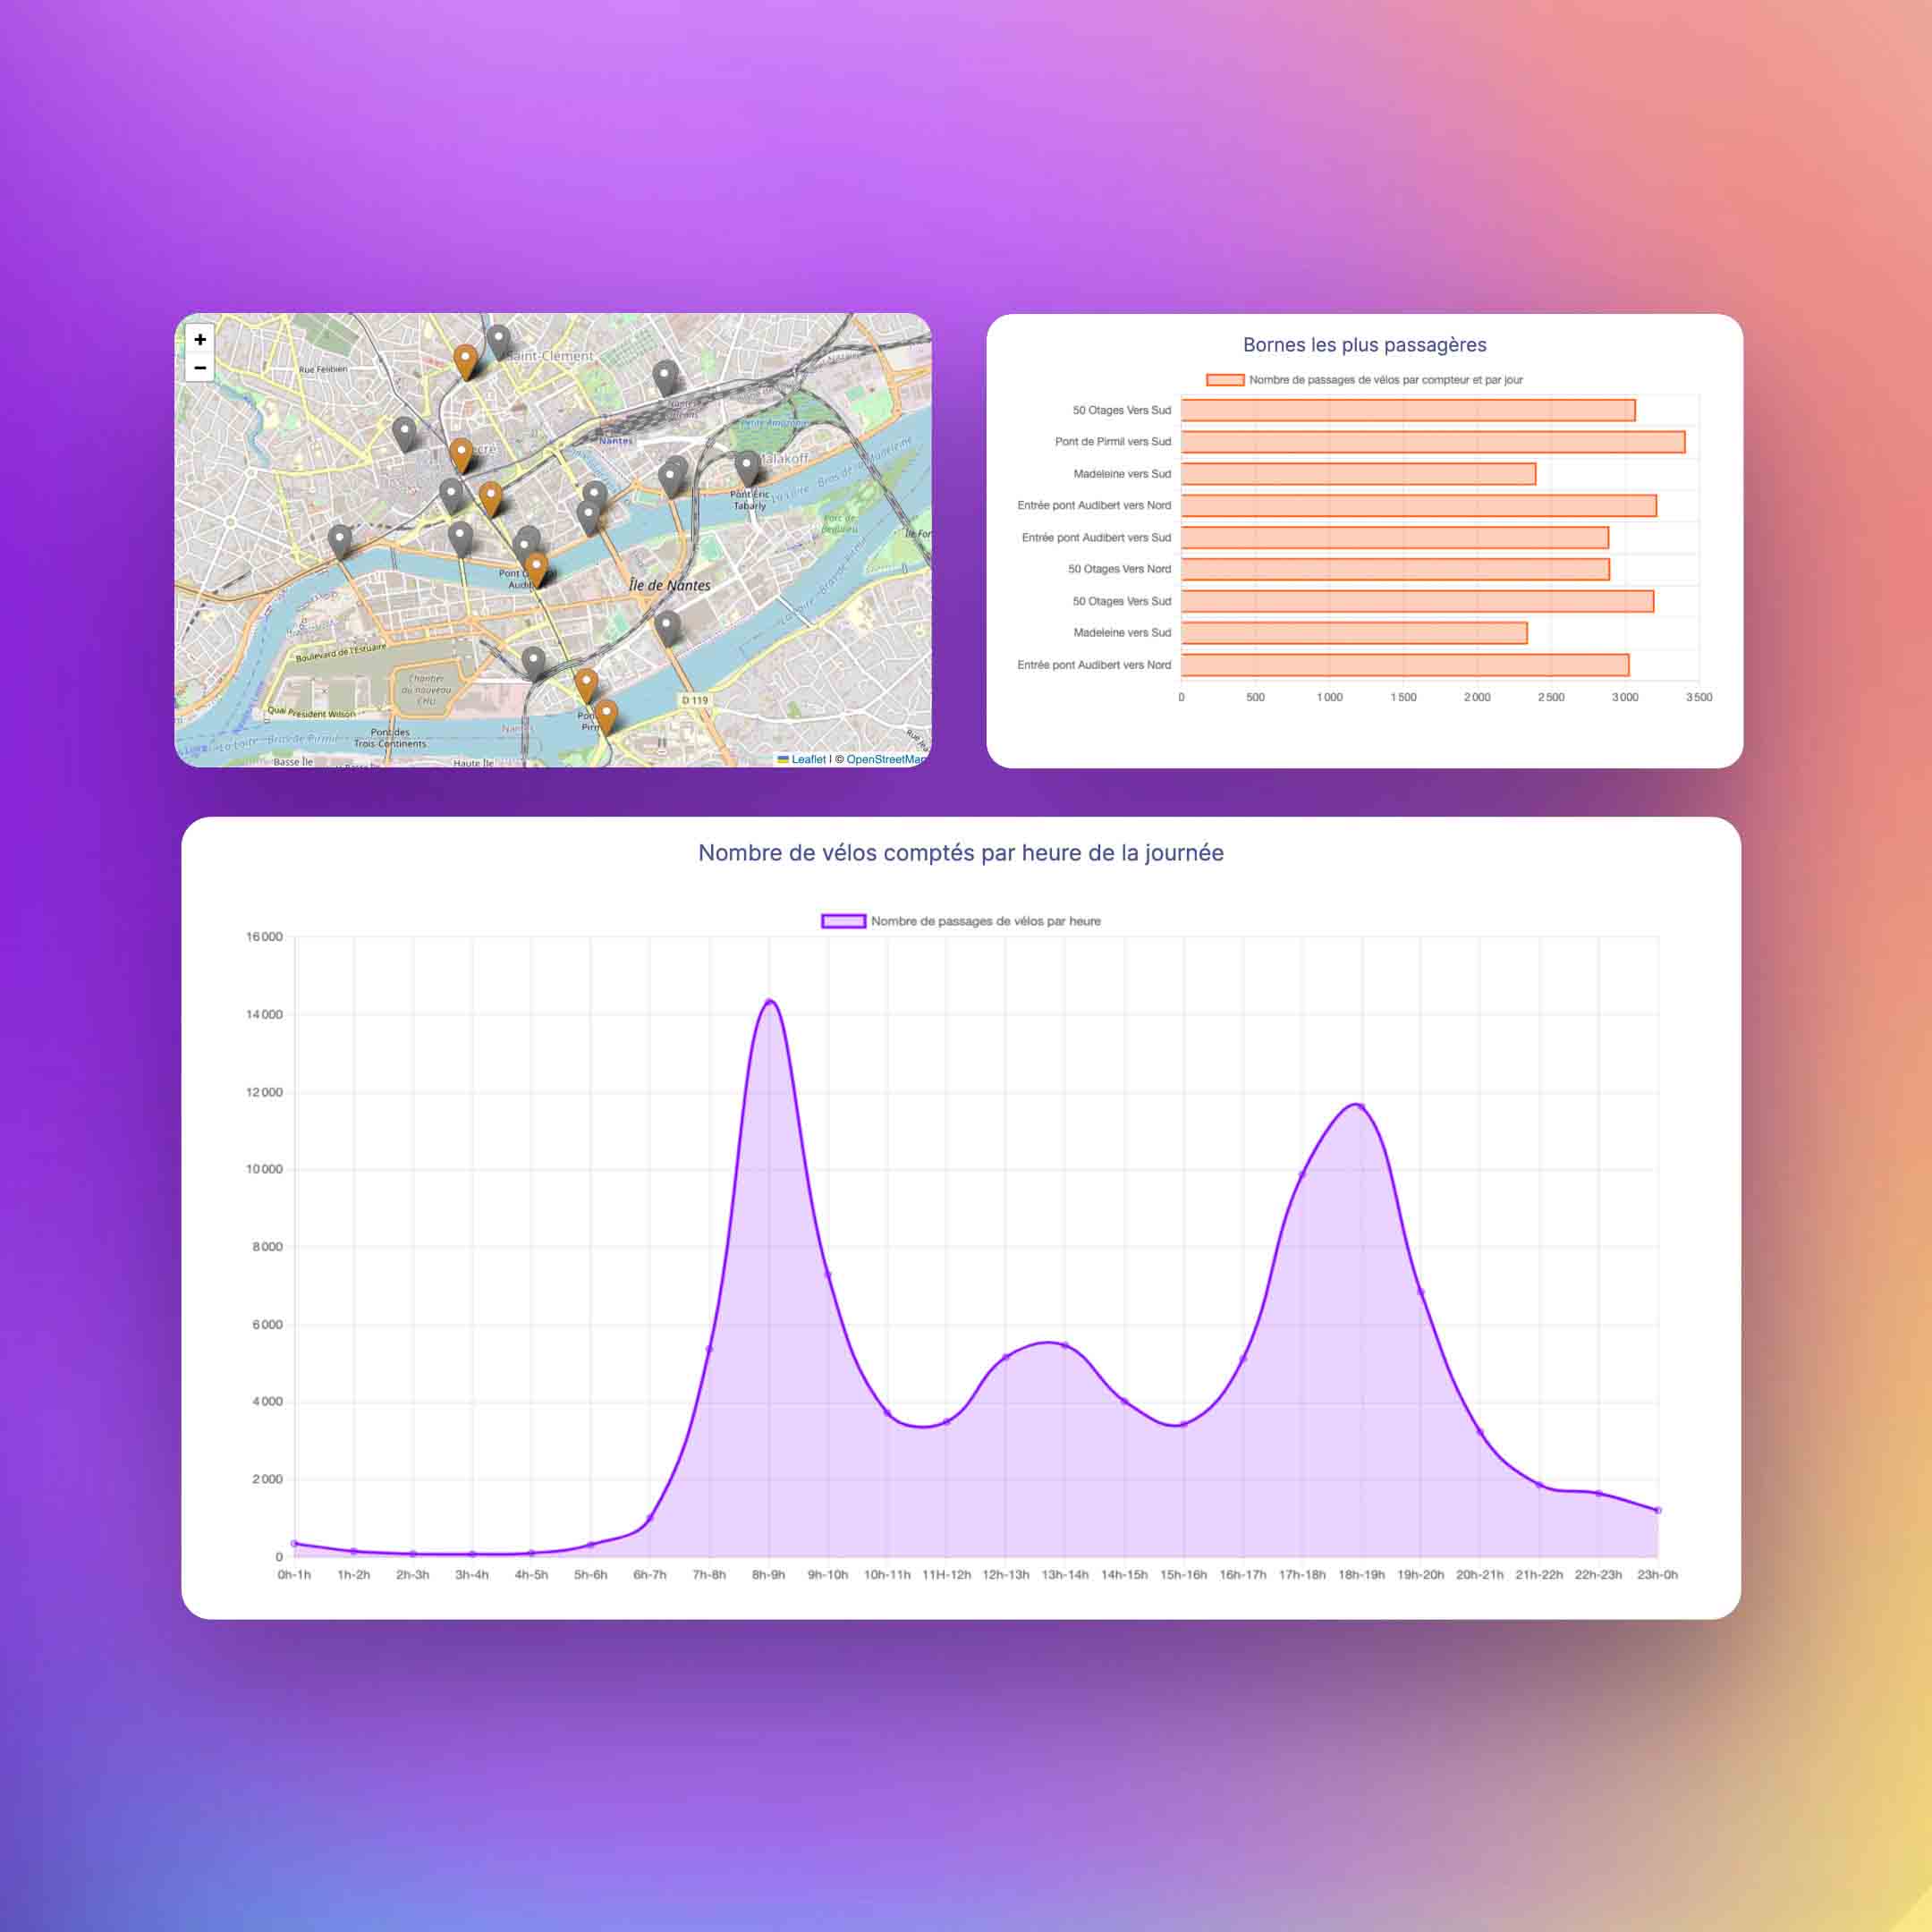 +
−
Rue Félibien
Saint-Clément
Nantes
Petite Amazonie
Malakoff
Pont Éric
Tabarly
La Loire - Bras de la Madeleine
Île de Nantes
Boulevard de l'Estuaire
Chantier
du nouveau
CHU
Quai Président Wilson
Pont des
Trois Continents
La Loire - Bras de Pirmil
D 119
Nantes
Basse Île
Haute Île
Leaflet | © OpenStreetMap
Bornes les plus passagères
Nombre de passages de vélos par compteur et par jour
50 Otages Vers Sud
Pont de Pirmil vers Sud
Madeleine vers Sud
Entrée pont Audibert vers Nord
Entrée pont Audibert vers Sud
50 Otages Vers Nord
50 Otages Vers Sud
Madeleine vers Sud
Entrée pont Audibert vers Nord
0 500 1 000 1 500 2 000 2 500 3 000 3 500
Nombre de vélos comptés par heure de la journée
Nombre de passages de vélos par heure
16 000
14 000
12 000
10 000
8 000
6 000
4 000
2 000
0
0h-1h 1h-2h 2h-3h 3h-4h 4h-5h 5h-6h 6h-7h 7h-8h 8h-9h 9h-10h 10h-11h 11H-12h 12h-13h 13h-14h 14h-15h 15h-16h 16h-17h 17h-18h 18h-19h 19h-20h 20h-21h 21h-22h 22h-23h 23h-0h